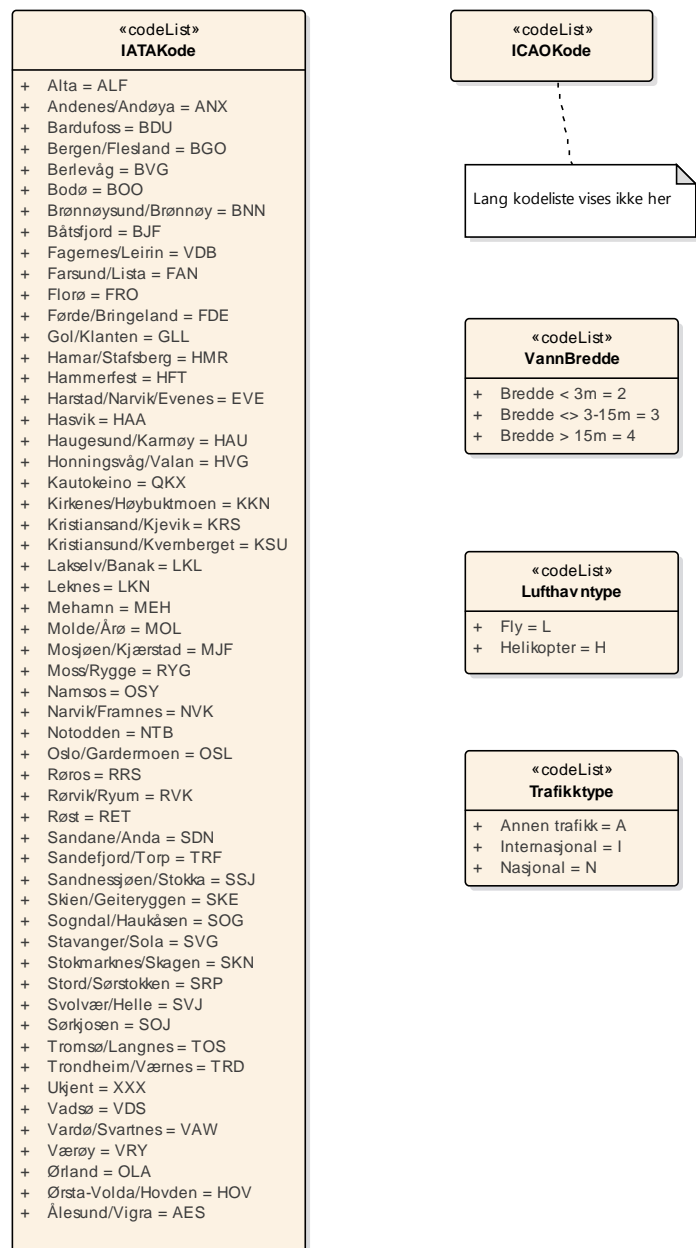 «codeList»
IATAKode
+ Alta = ALF
+ Andenes/Andøya = ANX
+ Bardufoss = BDU
+ Bergen/Flesland = BGO
+ Berlevåg = BVG
+ Bodø = BOO
+ Brønnøysund/Brønnøy = BNN
+ Båtsfjord = BJF
+ Fagernes/Leirin = VDB
+ Farsund/Lista = FAN
+ Florø = FRO
+ Førde/Bringeland = FDE
+ Gol/Klanten = GLL
+ Hamar/Stafsberg = HMR
+ Hammerfest = HFT
+ Harstad/Narvik/Evenes = EVE
+ Hasvik = HAA
+ Haugesund/Karmøy = HAU
+ Honningsvåg/Valan = HVG
+ Kautokeino = QKX
+ Kirkenes/Høybuktmoen = KKN
+ Kristiansand/Kjevik = KRS
+ Kristiansund/Kvernberget = KSU
+ Lakselv/Banak = LKL
+ Leknes = LKN
+ Mehamn = MEH
+ Molde/Årø = MOL
+ Mosjøen/Kjærstad = MJF
+ Moss/Rygge = RYG
+ Namsos = OSY
+ Narvik/Framnes = NVK
+ Notodden = NTB
+ Oslo/Gardermoen = OSL
+ Røros = RRS
+ Rørvik/Ryum = RVK
+ Røst = RET
+ Sandane/Anda = SDN
+ Sandefjord/Torp = TRF
+ Sandnessjøen/Stokka = SSJ
+ Skien/Geiteryggen = SKE
+ Sogndal/Haukåsen = SOG
+ Stavanger/Sola = SVG
+ Stokmarknes/Skagen = SKN
+ Stord/Sørstokken = SRP
+ Svolvær/Helle = SVJ
+ Sørkjosen = SOJ
+ Tromsø/Langnes = TOS
+ Trondheim/Værnes = TRD
+ Ukjent = XXX
+ Vadsø = VDS
+ Vardø/Svartnes = VAW
+ Værøy = VRY
+ Ørland = OLA
+ Ørsta-Volda/Hovden = HOV
+ Ålesund/Vigra = AES
«codeList»
ICAOKode
Lang kodeliste vises ikke her
«codeList»
VannBredde
+ Bredde < 3m = 2
+ Bredde <> 3-15m = 3
+ Bredde > 15m = 4
«codeList»
Lufthavntype
+ Fly = L
+ Helikopter = H
«codeList»
Trafikktype
+ Annen trafikk = A
+ Internasjonal = I
+ Nasjonal = N